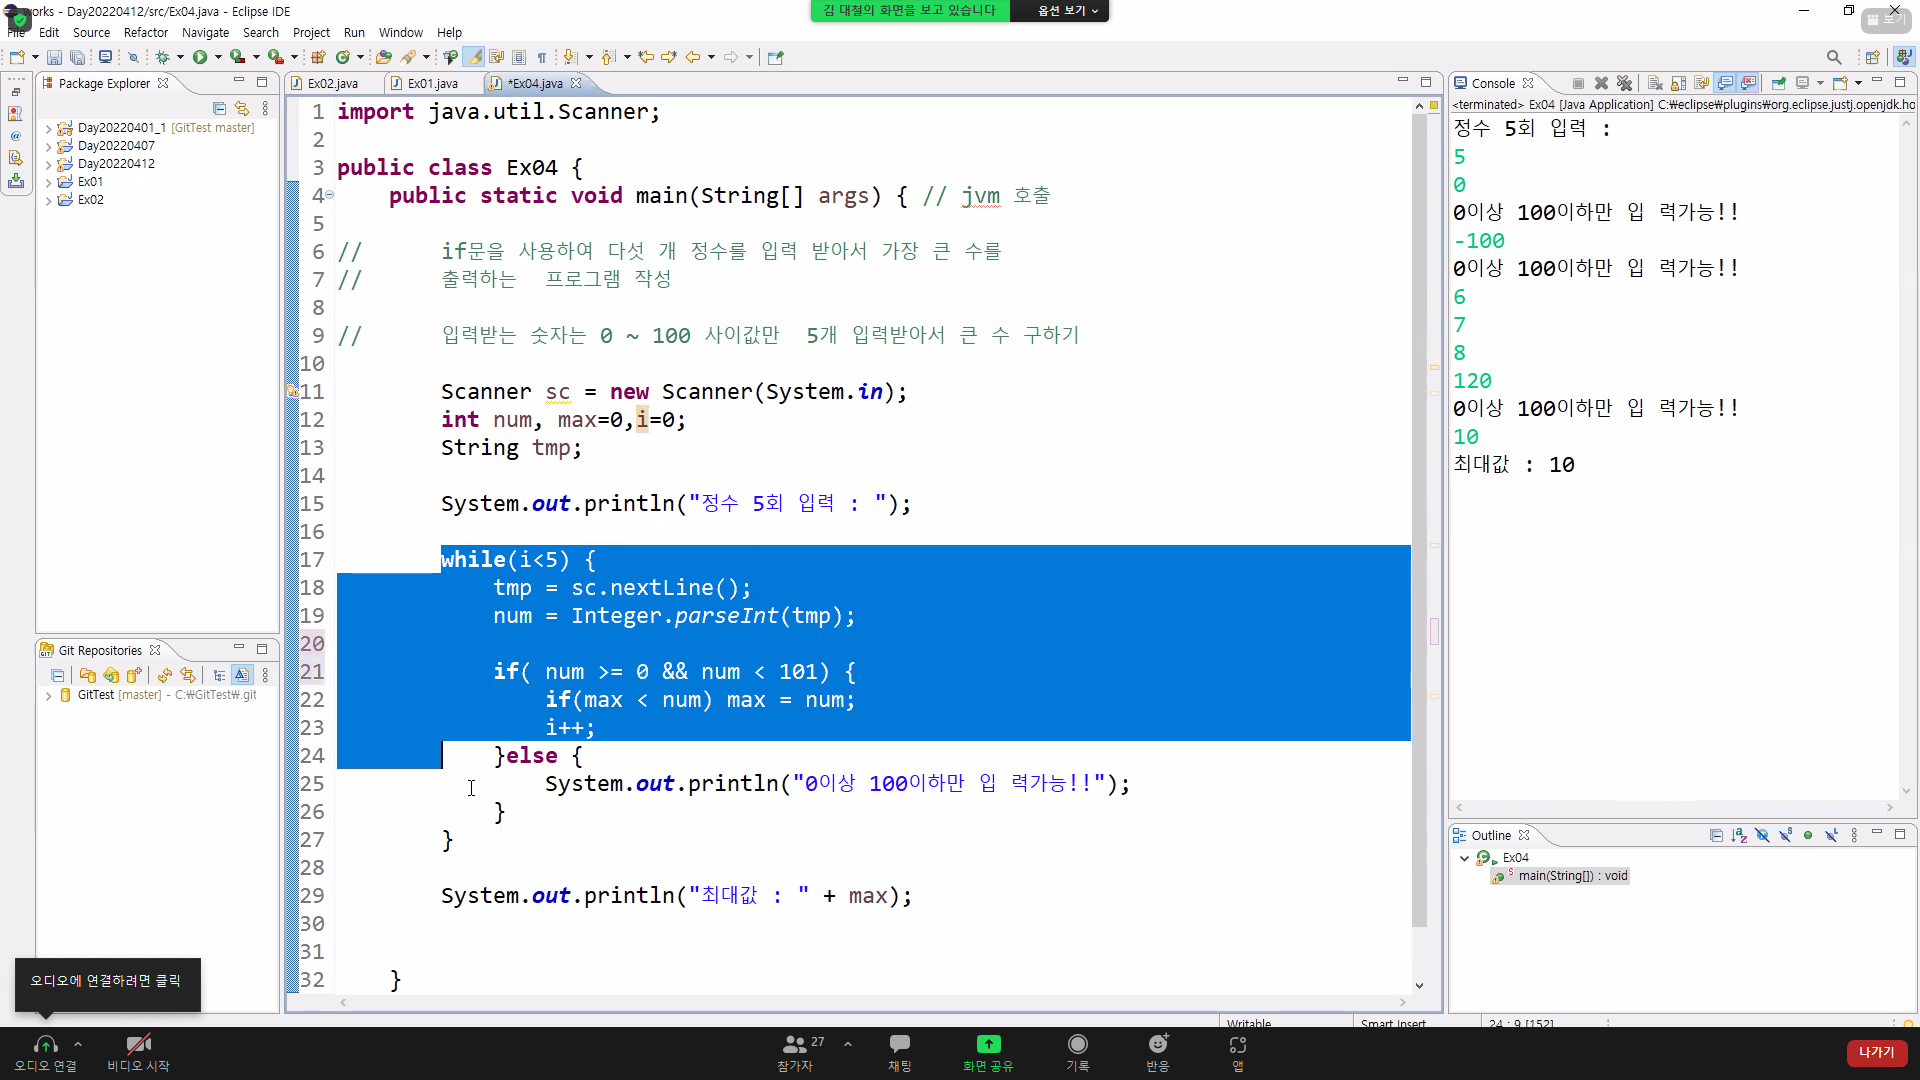 works - Day20220412/src/Ex04.java - Eclipse IDE
김 대철의 화면을 보고 있습니다
옵션 보기
보기
File Edit Source Refactor Navigate Search Project Run Window Help
Package Explorer
Day20220401_1 [GitTest master]
Day20220407
Day20220412
Ex01
Ex02
Git Repositories
GitTest [master] - C:₩GitTest₩.git
Ex02.java
Ex01.java
*Ex04.java
1 import java.util.Scanner;
2
3 public class Ex04 {
4 public static void main(String[] args) { // jvm 호출
5
6 // if문을 사용하여 다섯 개 정수를 입력 받아서 가장 큰 수를
7 // 출력하는 프로그램 작성
8
9 // 입력받는 숫자는 0 ~ 100 사이값만 5개 입력받아서 큰 수 구하기
10
11 Scanner sc = new Scanner(System.in);
12 int num, max=0,i=0;
13 String tmp;
14
15 System.out.println("정수 5회 입력 : ");
16
17 while(i<5) {
18 tmp = sc.nextLine();
19 num = Integer.parseInt(tmp);
20
21 if( num >= 0 && num < 101) {
22 if(max < num) max = num;
23 i++;
24 }else {
25 System.out.println("0이상 100이하만 입 력가능!!");
26 }
27 }
28
29 System.out.println("최대값 : " + max);
30
31
32 }
Console
<terminated> Ex04 [Java Application] C:₩eclipse₩plugins₩org.eclipse.justj.openjdk.ho
정수 5회 입력 :
5
0
0이상 100이하만 입 력가능!!
-100
0이상 100이하만 입 력가능!!
6
7
8
120
0이상 100이하만 입 력가능!!
10
최대값 : 10
Outline
Ex04
main(String[]) : void
Writable
Smart Insert
24 : 9 [152]
오디오에 연결하려면 클릭
오디오 연결
비디오 시작
참가자 27
채팅
화면 공유
기록
반응
앱
나가기